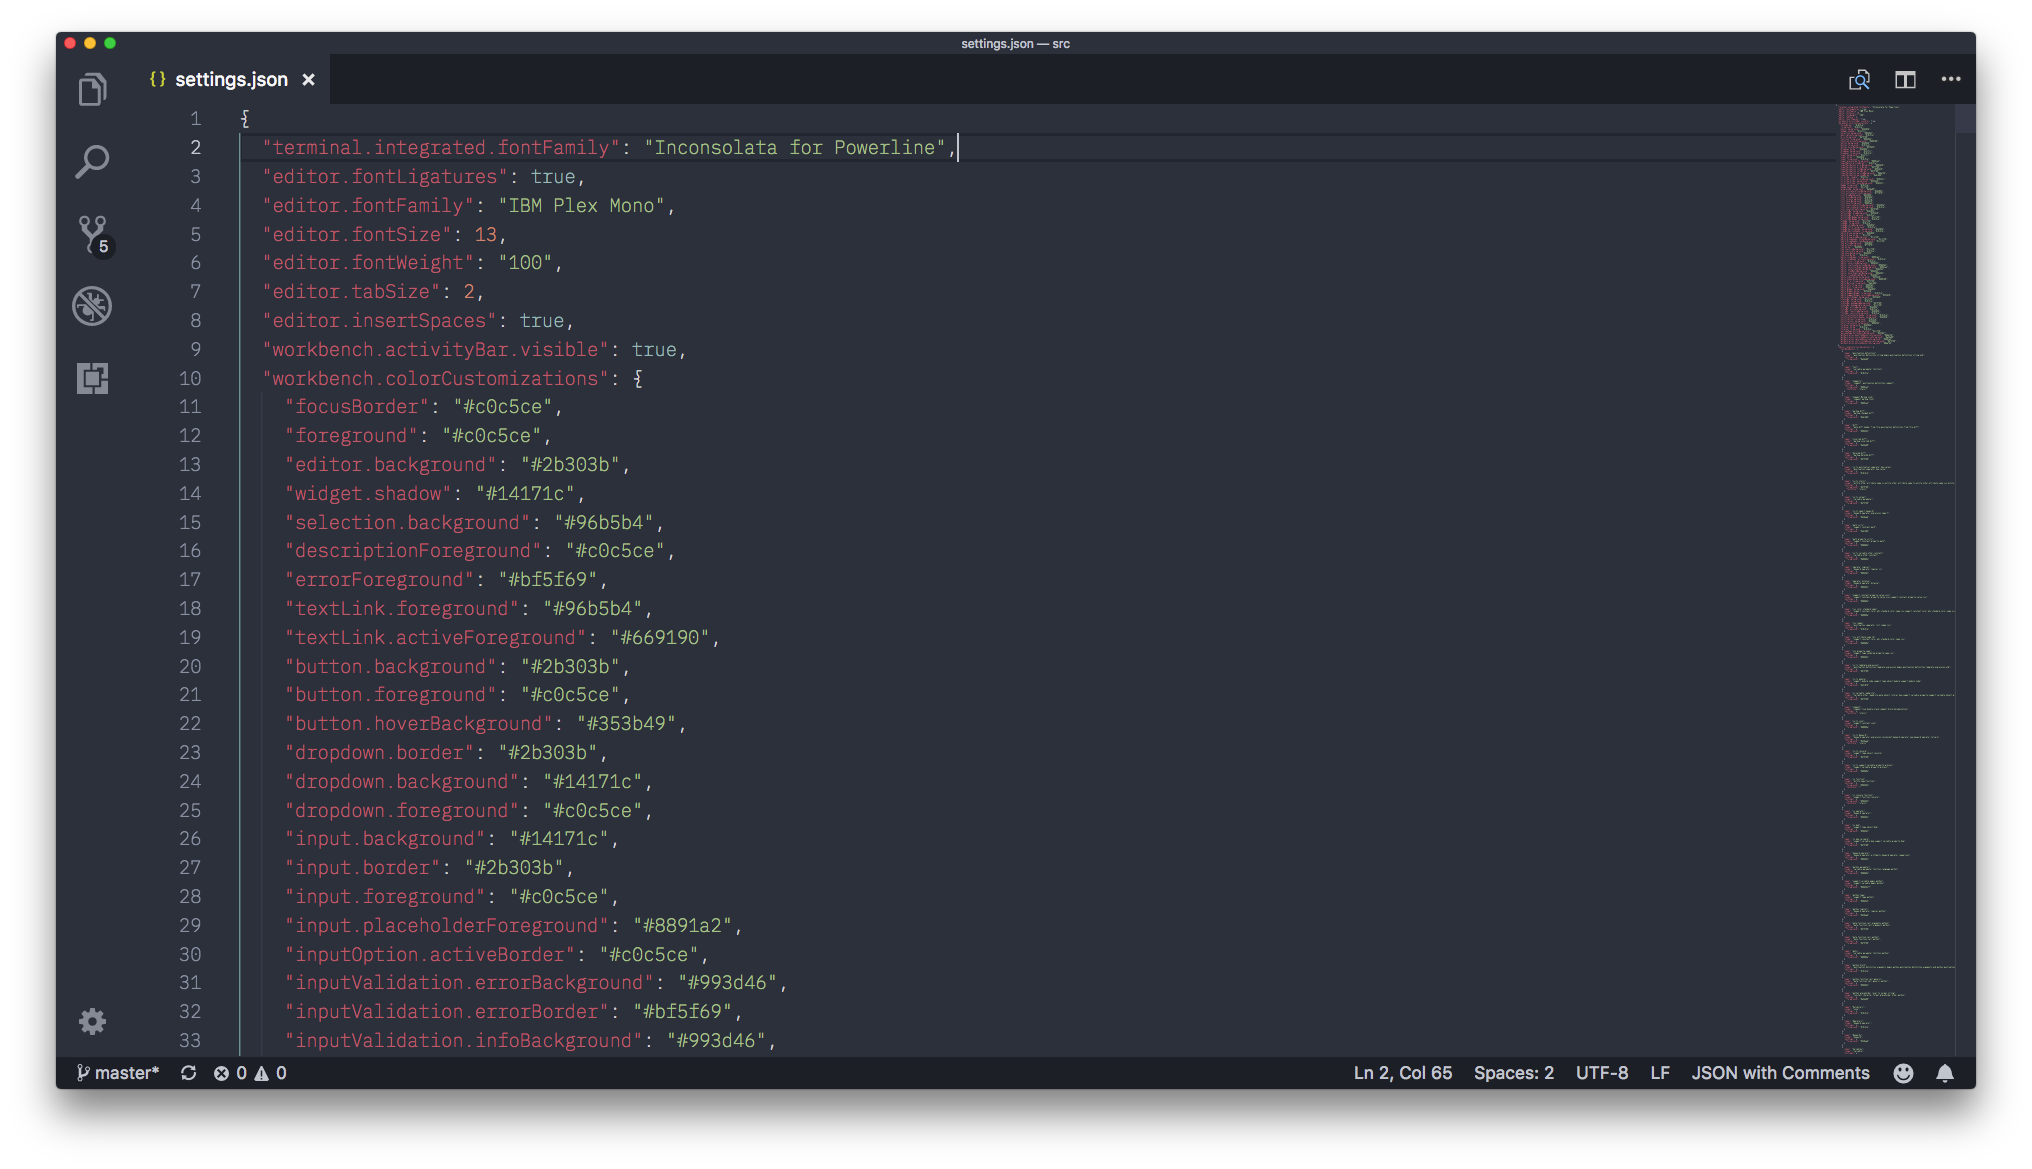 settings.json — src
{} settings.json ×
1 {
2 "terminal.integrated.fontFamily": "Inconsolata for Powerline",
3 "editor.fontLigatures": true,
4 "editor.fontFamily": "IBM Plex Mono",
5 "editor.fontSize": 13,
6 "editor.fontWeight": "100",
7 "editor.tabSize": 2,
8 "editor.insertSpaces": true,
9 "workbench.activityBar.visible": true,
10 "workbench.colorCustomizations": {
11 "focusBorder": "#c0c5ce",
12 "foreground": "#c0c5ce",
13 "editor.background": "#2b303b",
14 "widget.shadow": "#14171c",
15 "selection.background": "#96b5b4",
16 "descriptionForeground": "#c0c5ce",
17 "errorForeground": "#bf5f69",
18 "textLink.foreground": "#96b5b4",
19 "textLink.activeForeground": "#669190",
20 "button.background": "#2b303b",
21 "button.foreground": "#c0c5ce",
22 "button.hoverBackground": "#353b49",
23 "dropdown.border": "#2b303b",
24 "dropdown.background": "#14171c",
25 "dropdown.foreground": "#c0c5ce",
26 "input.background": "#14171c",
27 "input.border": "#2b303b",
28 "input.foreground": "#c0c5ce",
29 "input.placeholderForeground": "#8891a2",
30 "inputOption.activeBorder": "#c0c5ce",
31 "inputValidation.errorBackground": "#993d46",
32 "inputValidation.errorBorder": "#bf5f69",
33 "inputValidation.infoBackground": "#993d46",
5
master* 0 0 Ln 2, Col 65 Spaces: 2 UTF-8 LF JSON with Comments